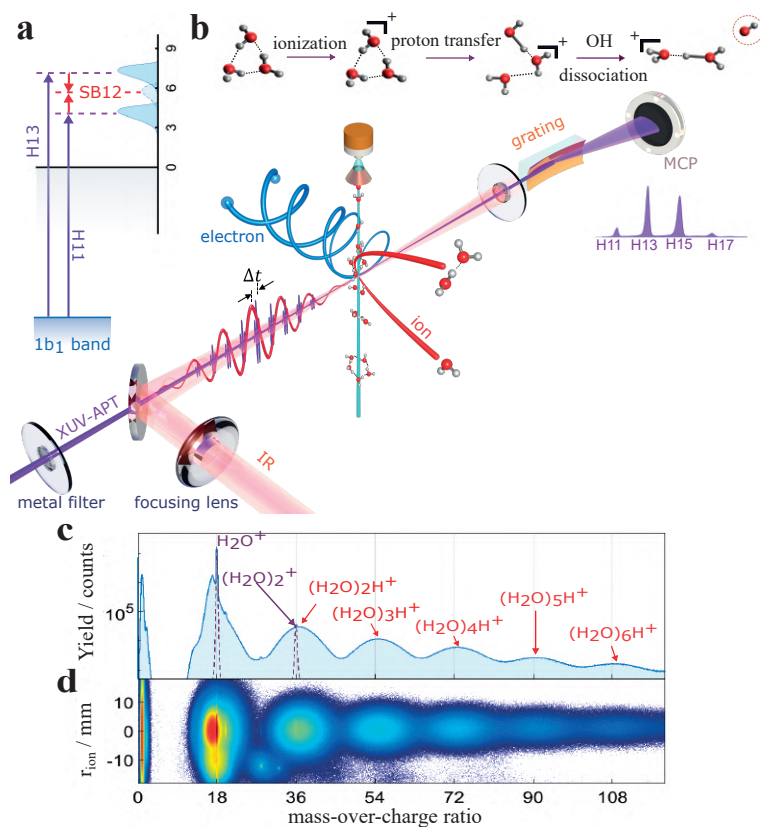 a
9
6
3
0
H13
SB12
H11
1b1 band
b
ionization
+
proton transfer
+
OH
dissociation
+
grating
MCP
H11 H13 H15 H17
electron
Δt
ion
XUV-APT
IR
metal filter
focusing lens
c
Yield / counts
10⁵
H2O⁺
(H2O)2⁺
(H2O)2H⁺
(H2O)3H⁺
(H2O)4H⁺
(H2O)5H⁺
(H2O)6H⁺
d
r_ion / mm
10
0
-10
0 18 36 54 72 90 108
mass-over-charge ratio